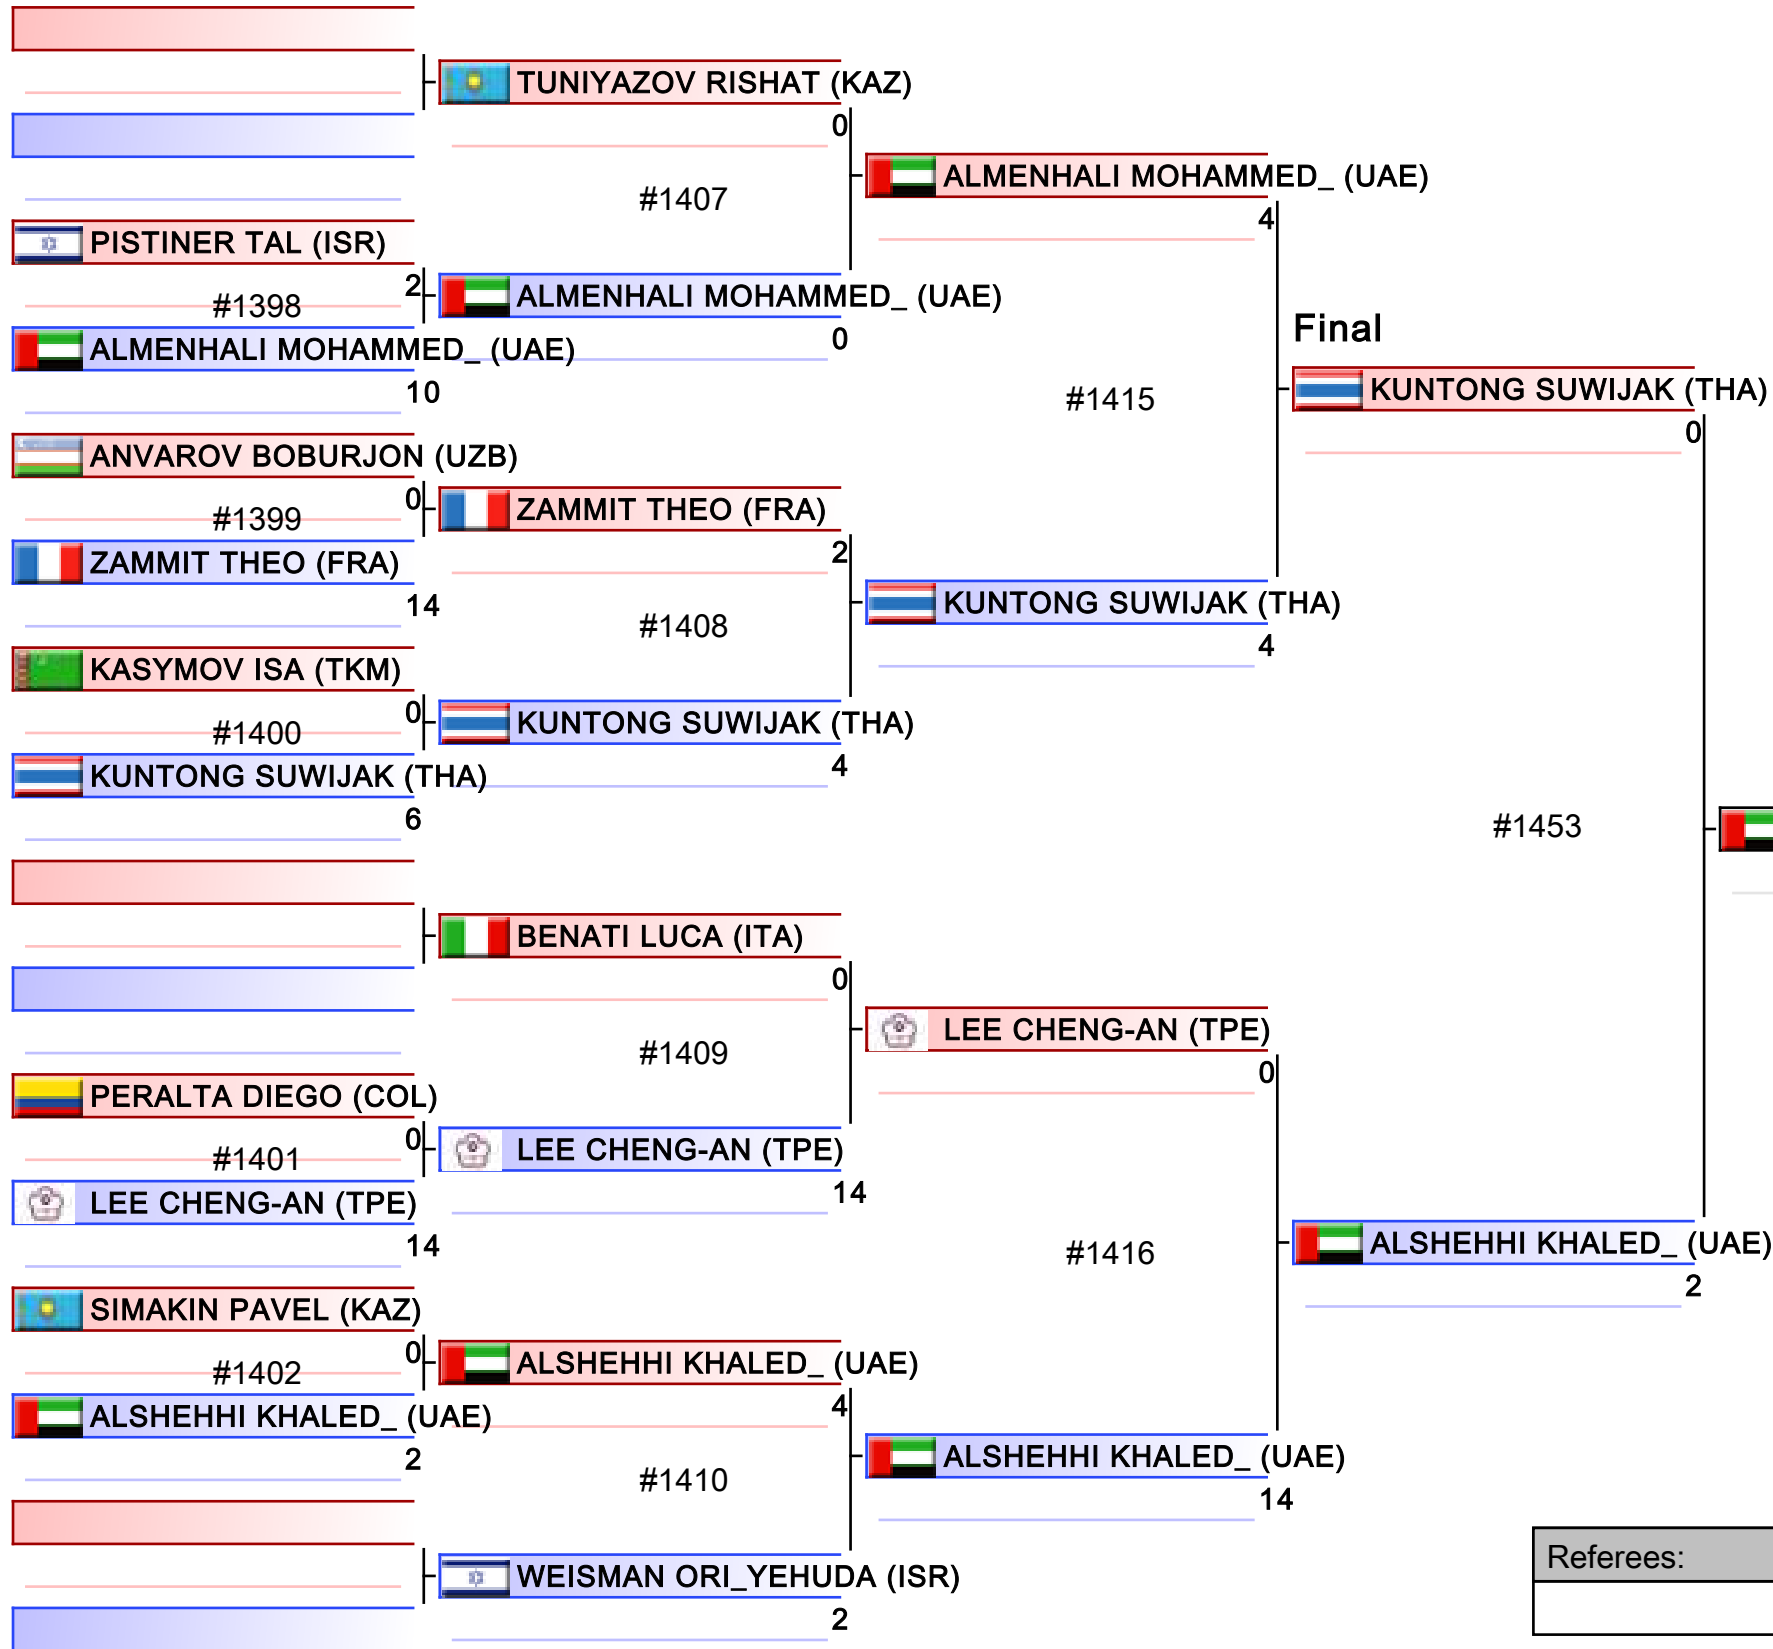 TUNIYAZOV RISHAT (KAZ)
0
ALMENHALI MOHAMMED_ (UAE)
4
#1407
PISTINER TAL (ISR)
2
#1398
ALMENHALI MOHAMMED_ (UAE)
0
ALMENHALI MOHAMMED_ (UAE)
10
Final
KUNTONG SUWIJAK (THA)
0
#1415
ANVAROV BOBURJON (UZB)
0
#1399
ZAMMIT THEO (FRA)
2
ZAMMIT THEO (FRA)
14
#1408
KUNTONG SUWIJAK (THA)
4
KASYMOV ISA (TKM)
0
#1400
KUNTONG SUWIJAK (THA)
4
KUNTONG SUWIJAK (THA)
6
#1453
BENATI LUCA (ITA)
0
LEE CHENG-AN (TPE)
0
#1409
PERALTA DIEGO (COL)
0
#1401
LEE CHENG-AN (TPE)
14
LEE CHENG-AN (TPE)
14
#1416
ALSHEHHI KHALED_ (UAE)
2
SIMAKIN PAVEL (KAZ)
0
#1402
ALSHEHHI KHALED_ (UAE)
4
ALSHEHHI KHALED_ (UAE)
2
ALSHEHHI KHALED_ (UAE)
14
#1410
WEISMAN ORI_YEHUDA (ISR)
2
Referees: